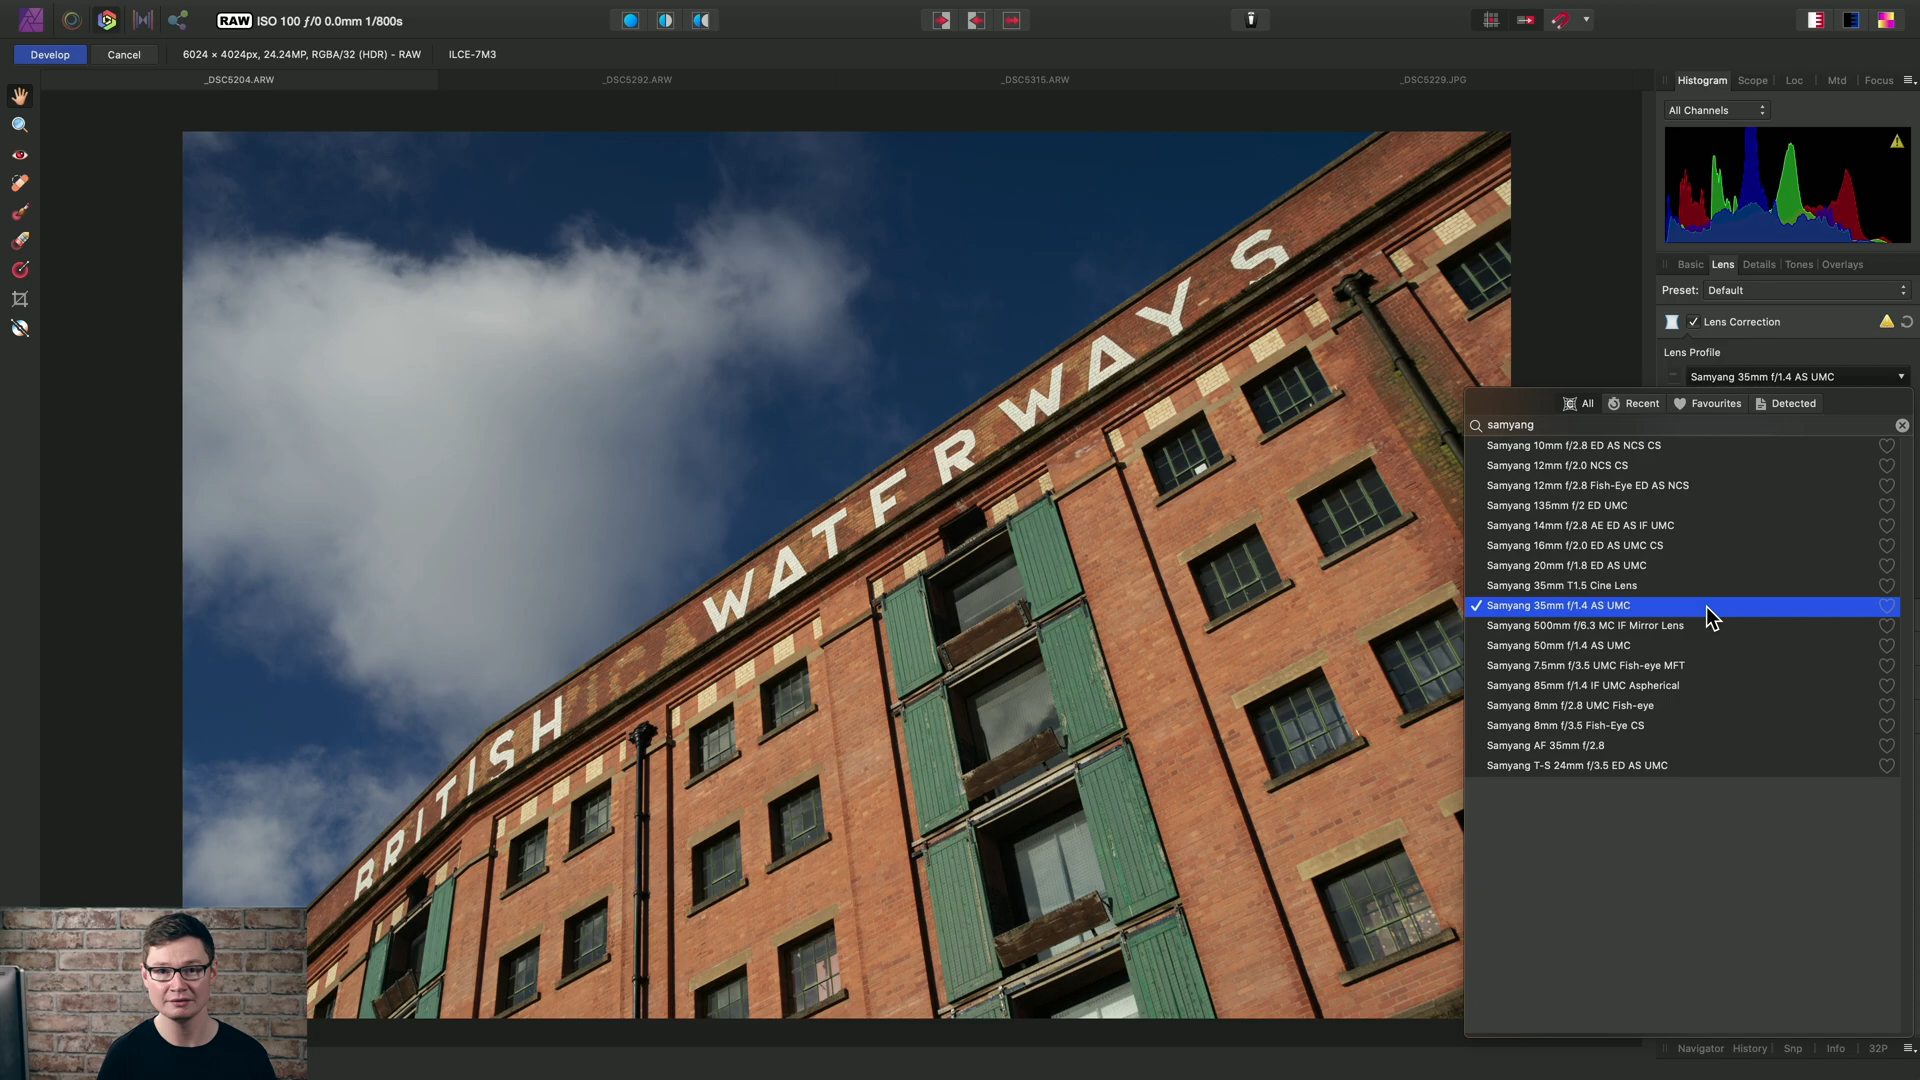 RAW ISO 100 ƒ/0 0.0mm 1/800s
Develop Cancel 6024 × 4024px, 24.24MP, RGBA/32 (HDR) - RAW ILCE-7M3
_DSC5204.ARW _DSC5292.ARW _DSC5315.ARW _DSC5229.JPG
Histogram Scope Loc Mtd Focus
All Channels
Basic Lens Details Tones Overlays
Preset: Default
Lens Correction
Lens Profile
Samyang 35mm f/1.4 AS UMC
All Recent Favourites Detected
samyang
Samyang 10mm f/2.8 ED AS NCS CS
Samyang 12mm f/2.0 NCS CS
Samyang 12mm f/2.8 Fish-Eye ED AS NCS
Samyang 135mm f/2 ED UMC
Samyang 14mm f/2.8 AE ED AS IF UMC
Samyang 16mm f/2.0 ED AS UMC CS
Samyang 20mm f/1.8 ED AS UMC
Samyang 35mm T1.5 Cine Lens
Samyang 35mm f/1.4 AS UMC
Samyang 500mm f/6.3 MC IF Mirror Lens
Samyang 50mm f/1.4 AS UMC
Samyang 7.5mm f/3.5 UMC Fish-eye MFT
Samyang 85mm f/1.4 IF UMC Aspherical
Samyang 8mm f/2.8 UMC Fish-eye
Samyang 8mm f/3.5 Fish-Eye CS
Samyang AF 35mm f/2.8
Samyang T-S 24mm f/3.5 ED AS UMC
BRITISH WATERWAYS
Navigator History Snp Info 32P